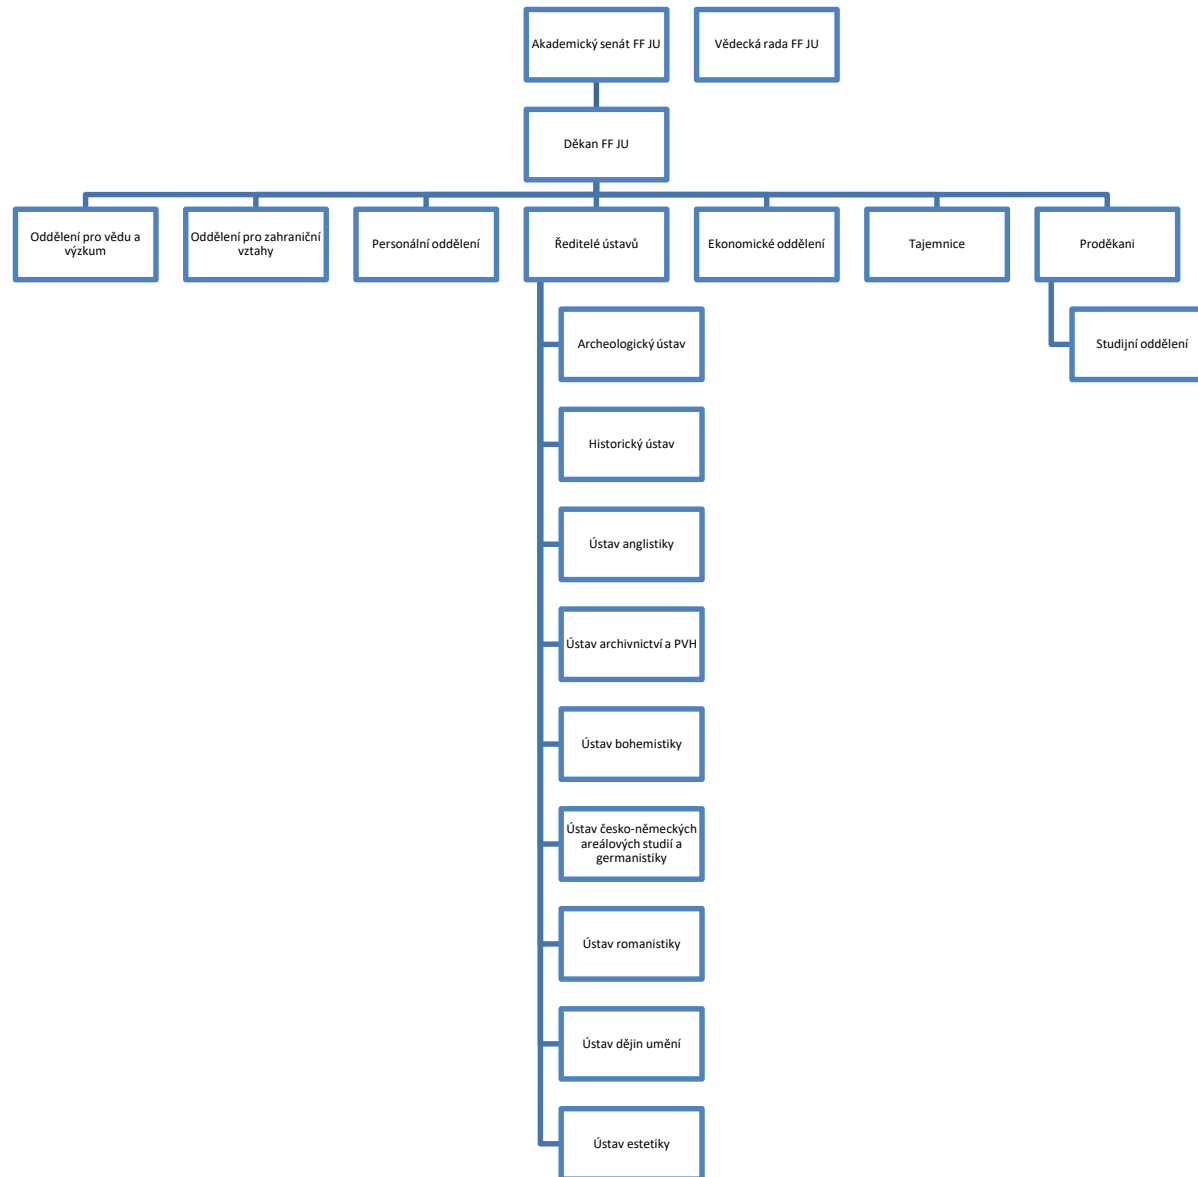 Akademický senát FF JU
Vědecká rada FF JU
Děkan FF JU
Oddělení pro vědu a
výzkum
Oddělení pro zahraniční
vztahy
Personální oddělení
Ředitelé ústavů
Ekonomické oddělení
Tajemnice
Proděkani
Archeologický ústav
Studijní oddělení
Historický ústav
Ústav anglistiky
Ústav archivnictví a PVH
Ústav bohemistiky
Ústav česko-německých
areálových studií a
germanistiky
Ústav romanistiky
Ústav dějin umění
Ústav estetiky